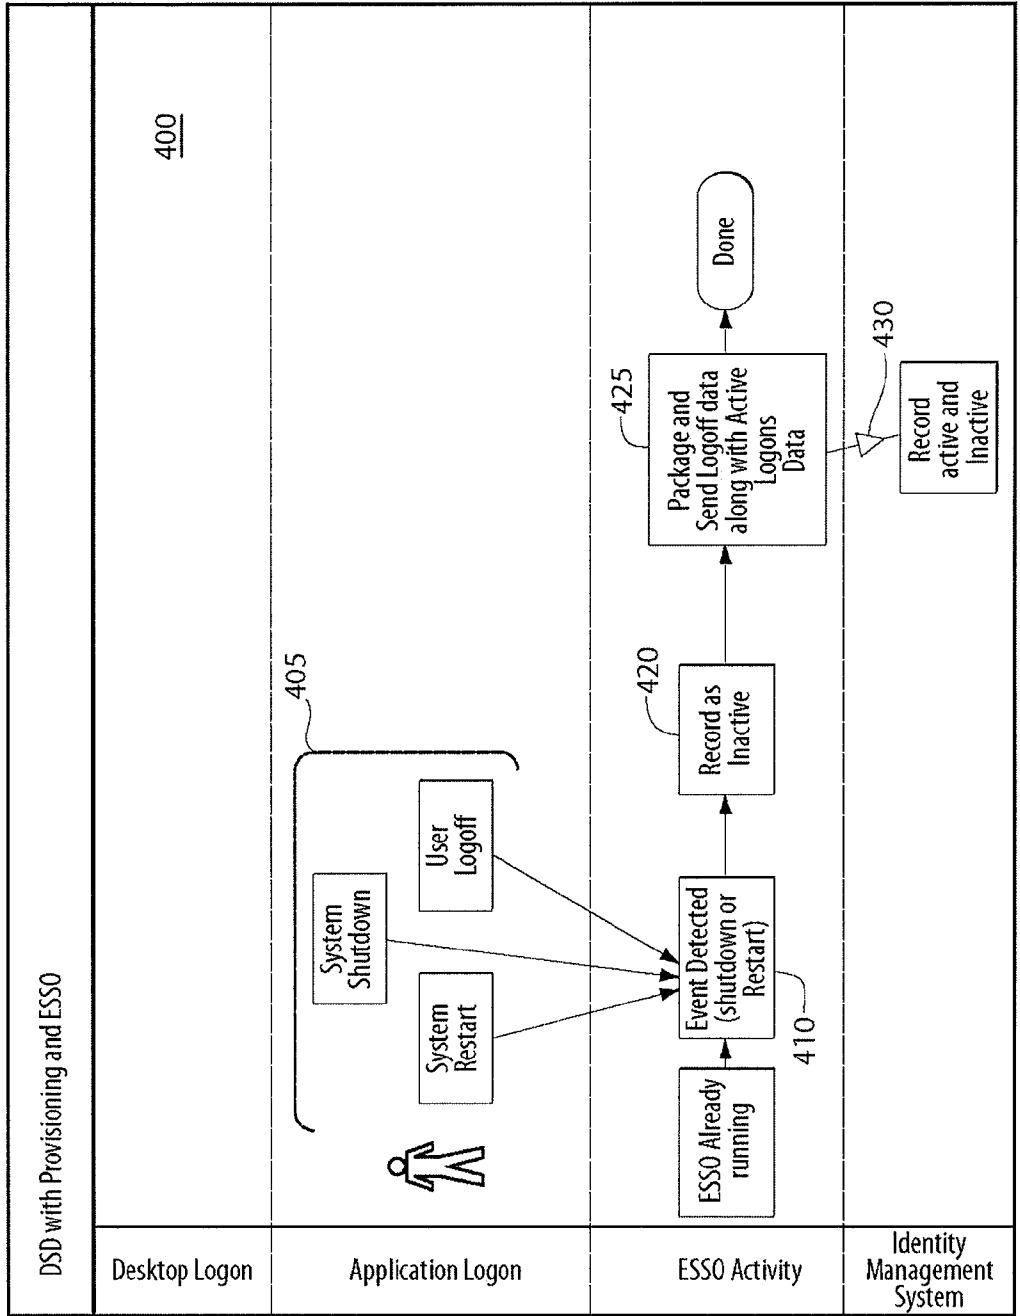 DSD with Provisioning and ESSO
Desktop Logon
400
Application Logon
405
System
Shutdown
System
Restart
User
Logoff
ESSO Activity
ESSO Already
running
Event Detected
(shutdown or
Restart)
410
Record as
Inactive
420
Package and
Send Logoff data
along with Active
Logons
Data
425
Done
Identity
Management
System
430
Record
active and
Inactive